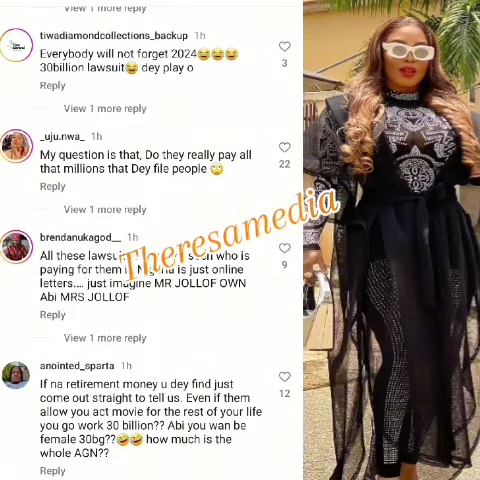 View 1 more reply
tiwadiamondcollections_backup 1h
Everybody will not forget 2024😂😂😂
30billion lawsuit😂 dey play o
3
Reply
View 1 more reply
_uju.nwa_ 1h
My question is that, Do they really pay all
that millions that Dey file people 🙄
22
Reply
View 1 more reply
brendanukagod__ 1h
All these who is
paying for them is just online
letters.... just imagine MR JOLLOF OWN
Abi MRS JOLLOF
9
Reply
View 1 more reply
anointed_sparta 1h
If na retirement money u dey find just
come out straight to tell us. Even if them
allow you act movie for the rest of your life
you go work 30 billion?? Abi you wan be
female 30bg??🤣🤣 how much is the
whole AGN??
12
Reply
Theresamedia